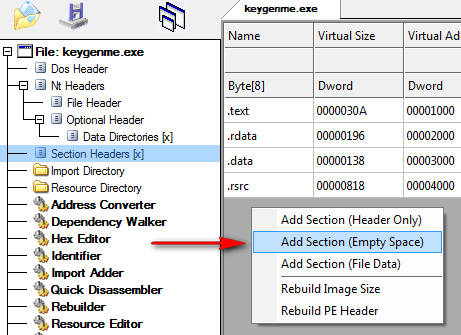 keygenme.exe
File: keygenme.exe
Dos Header
Nt Headers
File Header
Optional Header
Data Directories [x]
Section Headers [x]
Import Directory
Resource Directory
Address Converter
Dependency Walker
Hex Editor
Identifier
Import Adder
Quick Disassembler
Rebuilder
Resource Editor
Name Virtual Size Virtual Add
Byte[8] Dword Dword
.text 0000030A 00001000
.rdata 00000196 00002000
.data 00000138 00003000
.rsrc 00000818 00004000
Add Section (Header Only)
Add Section (Empty Space)
Add Section (File Data)
Rebuild Image Size
Rebuild PE Header